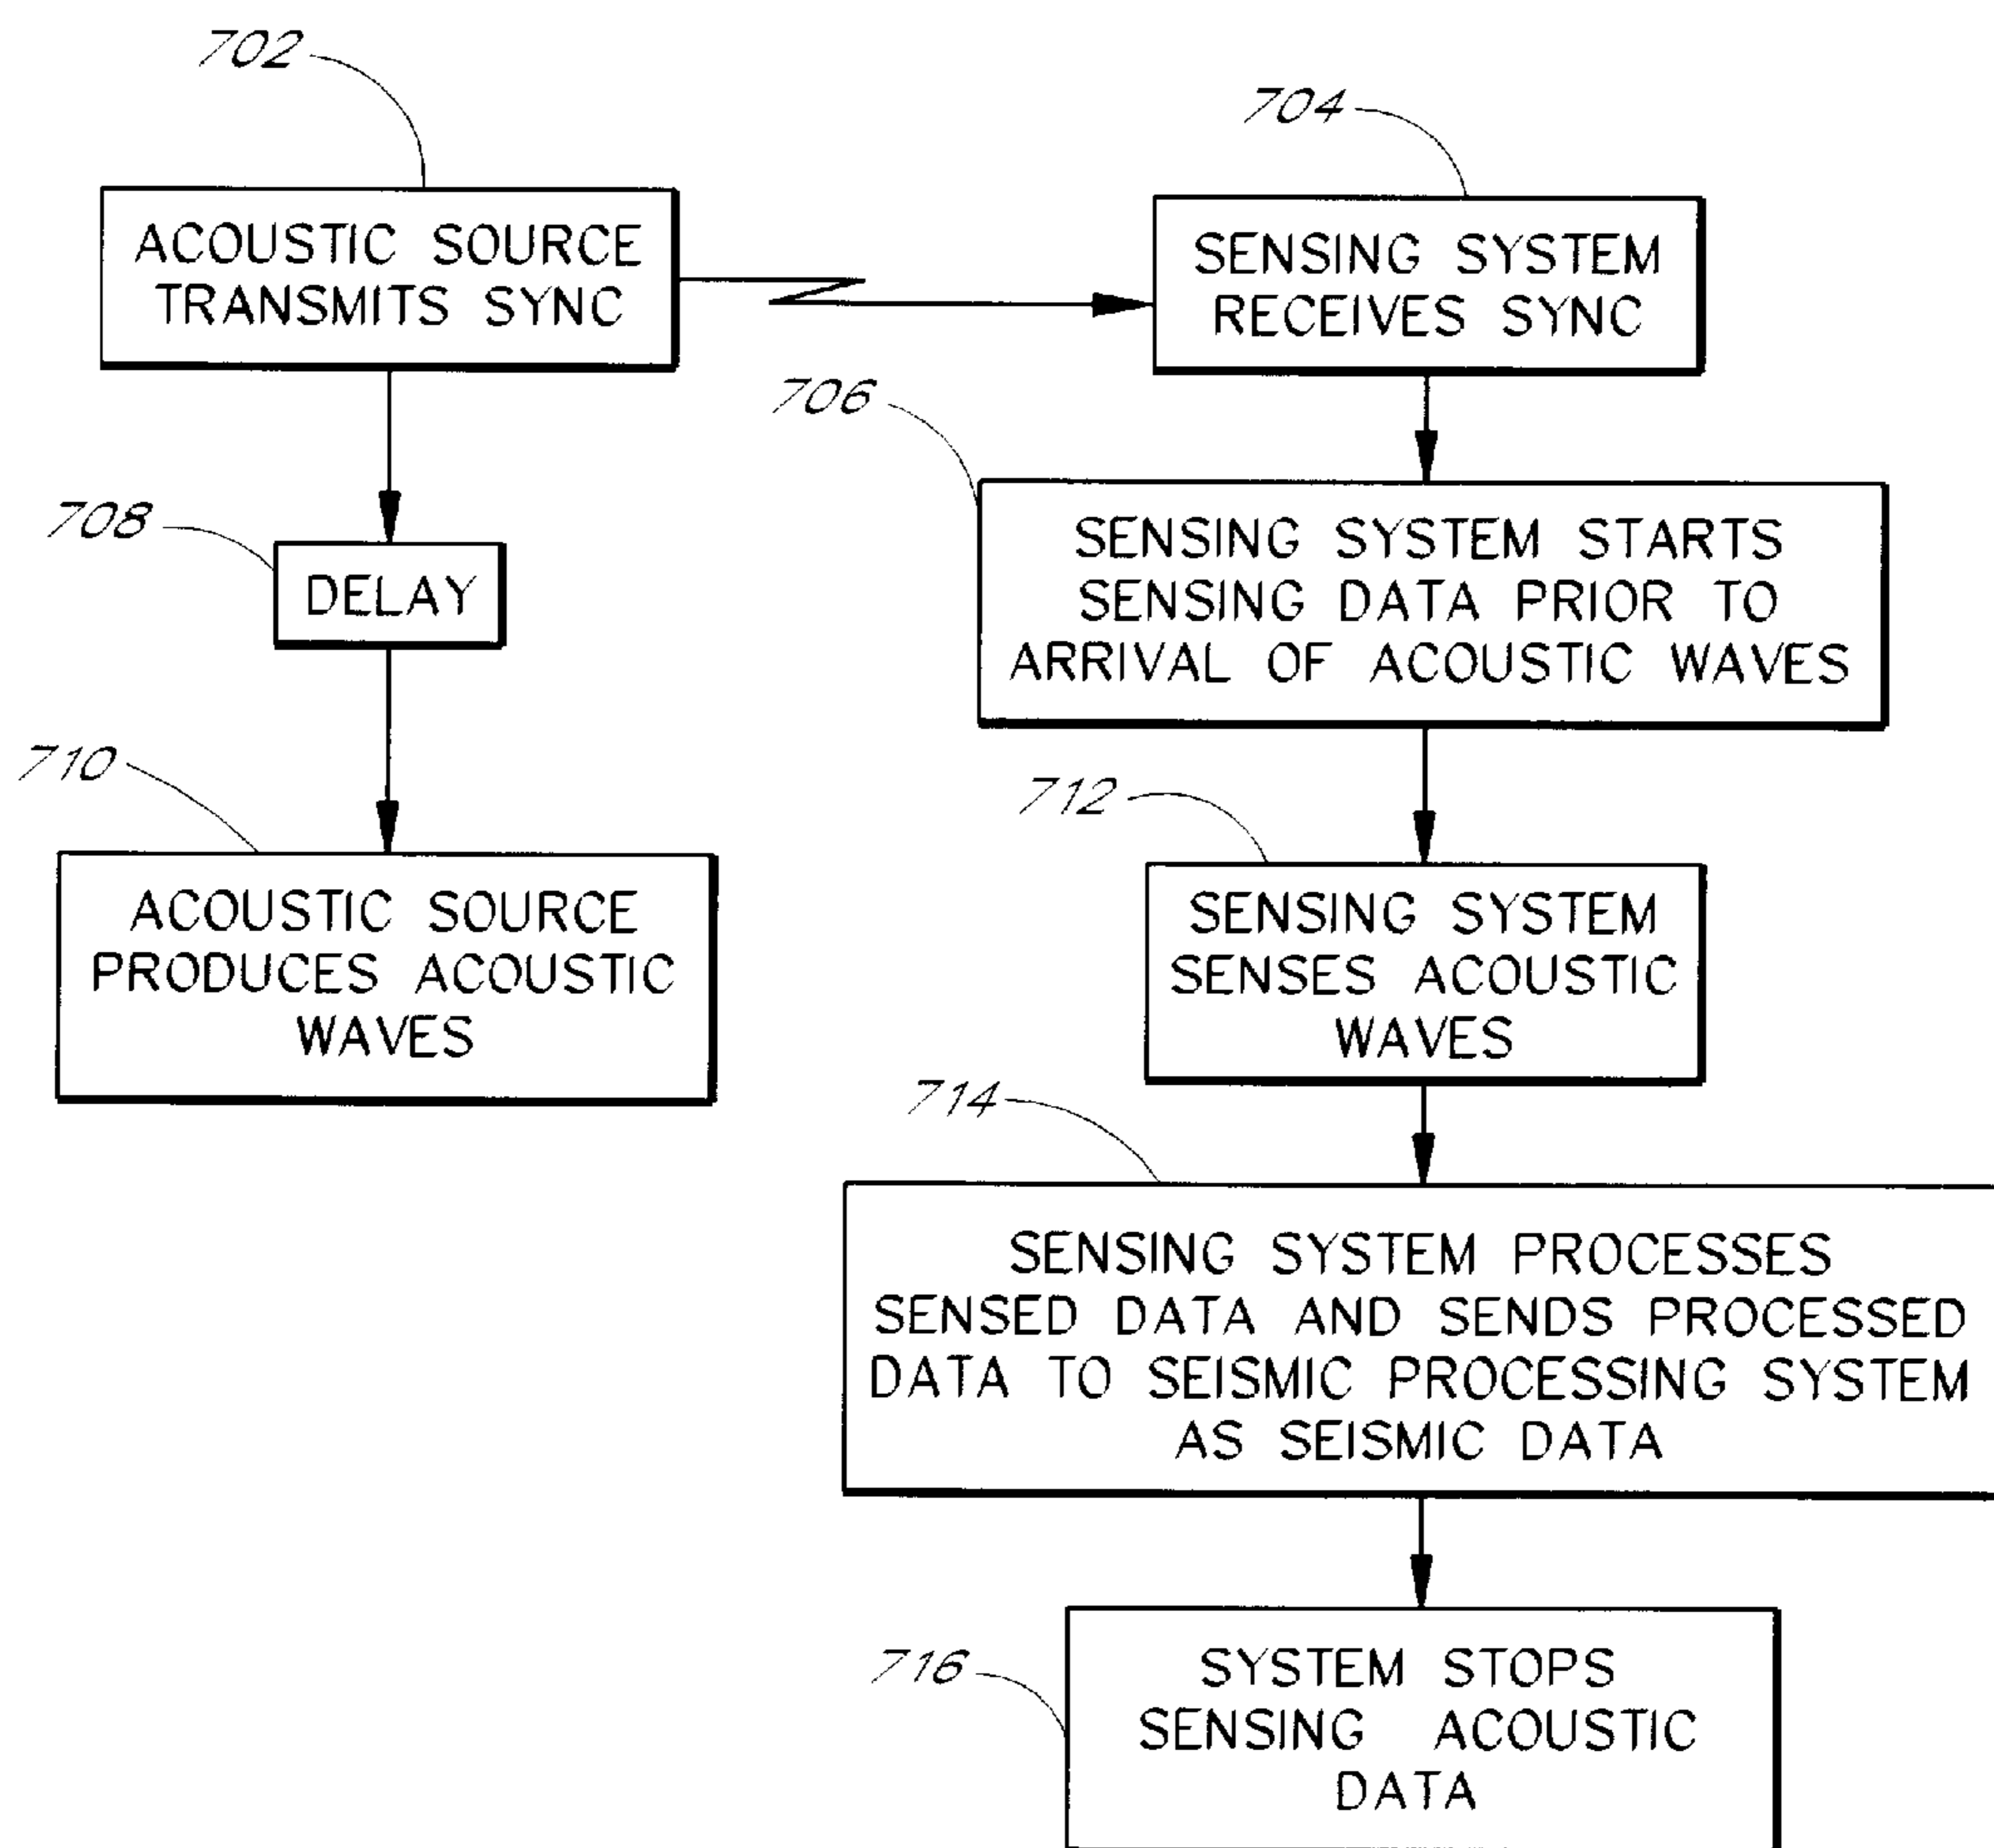 702
ACOUSTIC SOURCE
TRANSMITS SYNC
704
SENSING SYSTEM
RECEIVES SYNC
706
SENSING SYSTEM STARTS
SENSING DATA PRIOR TO
ARRIVAL OF ACOUSTIC WAVES
708
DELAY
710
ACOUSTIC SOURCE
PRODUCES ACOUSTIC
WAVES
712
SENSING SYSTEM
SENSES ACOUSTIC
WAVES
714
SENSING SYSTEM PROCESSES
SENSED DATA AND SENDS PROCESSED
DATA TO SEISMIC PROCESSING SYSTEM
AS SEISMIC DATA
716
SYSTEM STOPS
SENSING ACOUSTIC
DATA